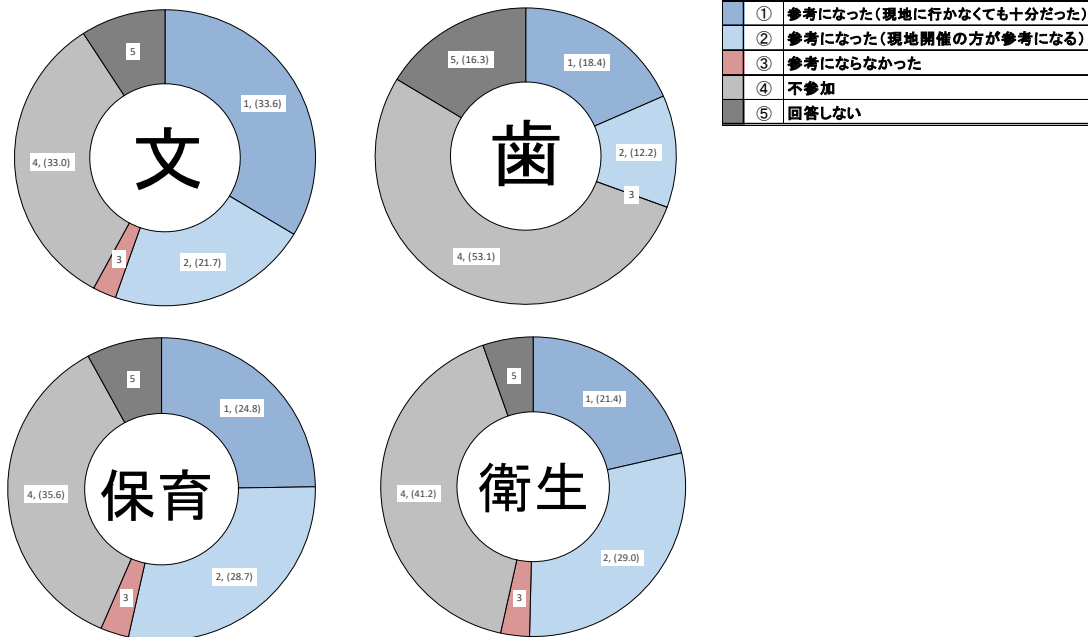 ① 参考になった(現地に行かなくても十分だった)
② 参考になった(現地開催の方が参考になる)
③ 参考にならなかった
④ 不参加
⑤ 回答しない
文
1, (33.6)
2, (21.7)
3
4, (33.0)
5
歯
1, (18.4)
2, (12.2)
3
4, (53.1)
5, (16.3)
保育
1, (24.8)
2, (28.7)
3
4, (35.6)
5
衛生
1, (21.4)
2, (29.0)
3
4, (41.2)
5